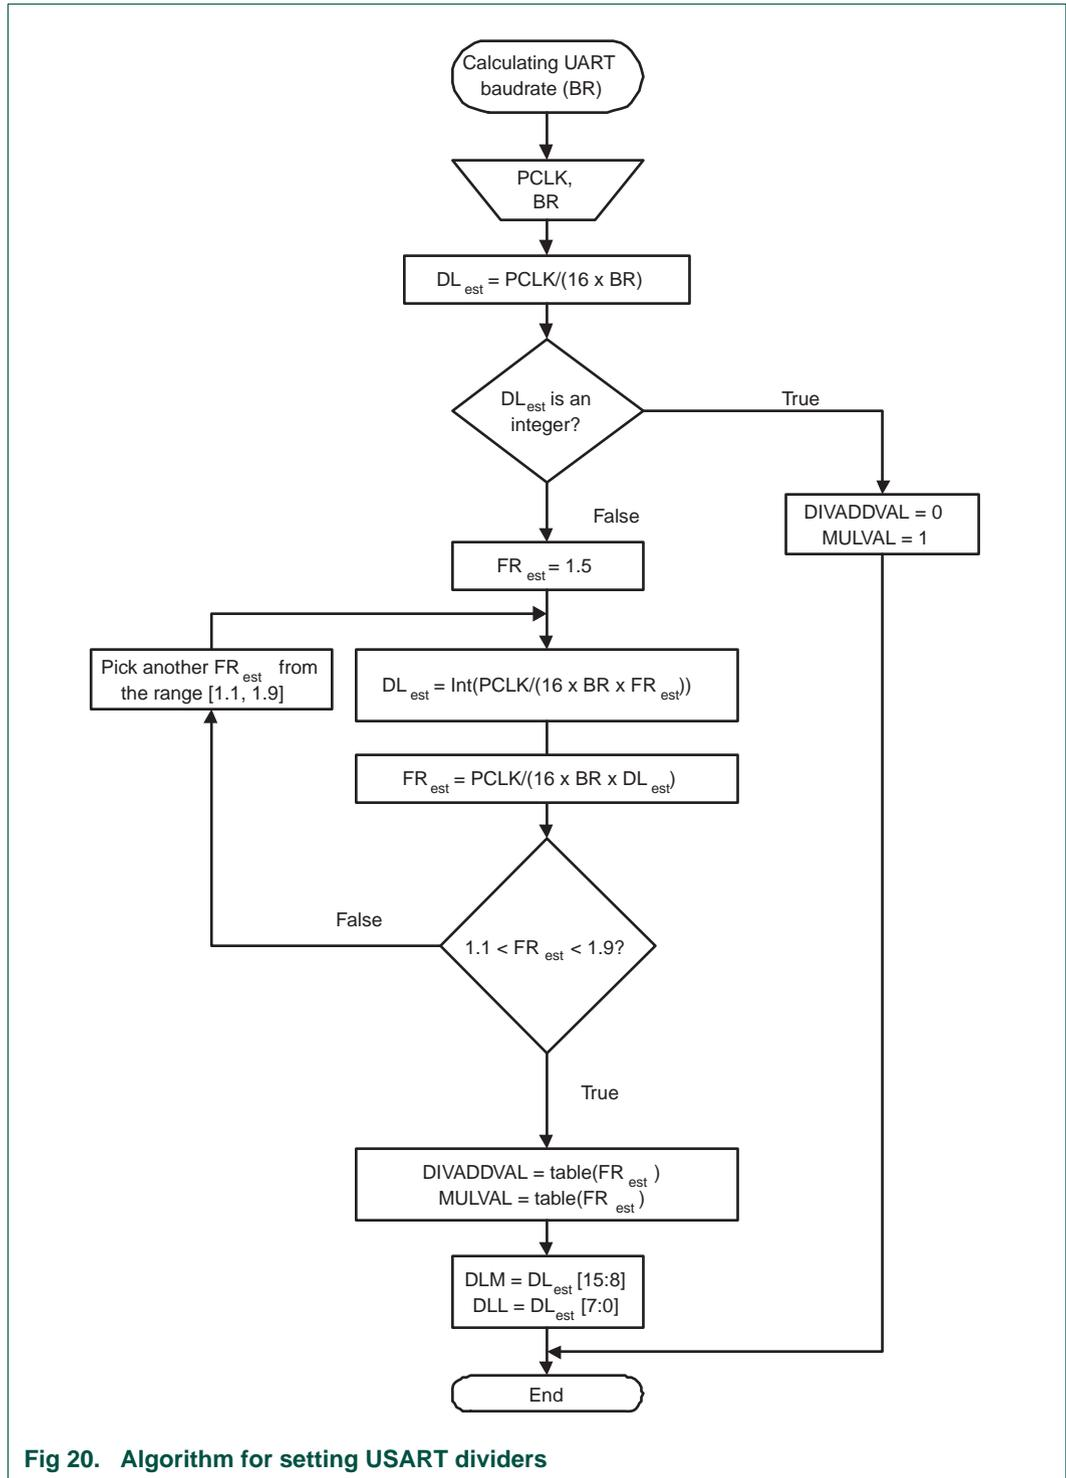 Calculating UART
baudrate (BR)
PCLK,
BR
DL est = PCLK/(16 x BR)
DL est is an
integer?
True
False
DIVADDVAL = 0
MULVAL = 1
FR est = 1.5
Pick another FR est from
the range [1.1, 1.9]
DL est = Int(PCLK/(16 x BR x FR est))
FR est = PCLK/(16 x BR x DL est)
False
1.1 < FR est < 1.9?
True
DIVADDVAL = table(FR est )
MULVAL = table(FR est )
DLM = DL est [15:8]
DLL = DL est [7:0]
End
Fig 20. Algorithm for setting USART dividers